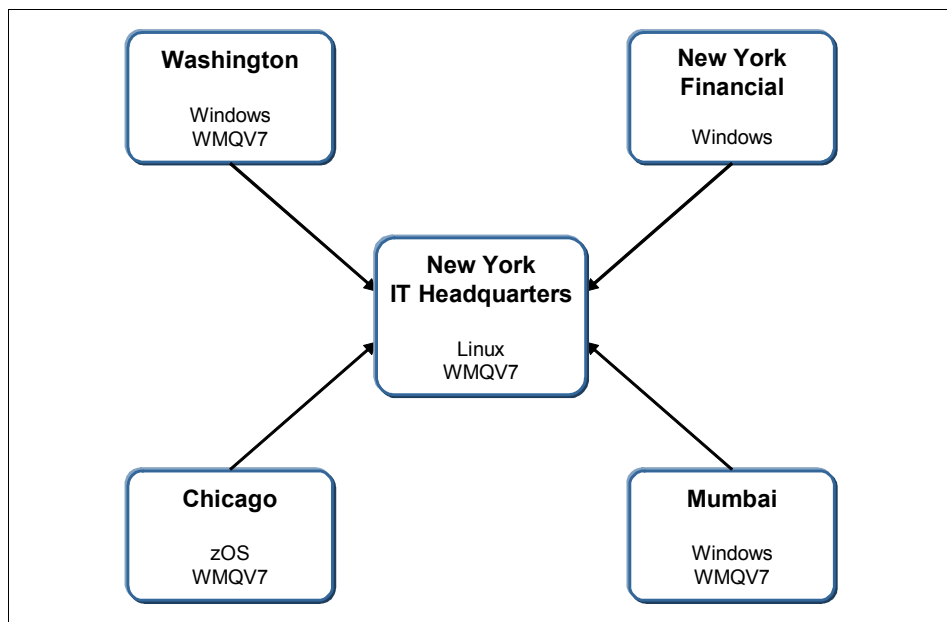 Washington
Windows
WMQV7
New York
Financial
Windows
New York
IT Headquarters
Linux
WMQV7
Chicago
zOS
WMQV7
Mumbai
Windows
WMQV7